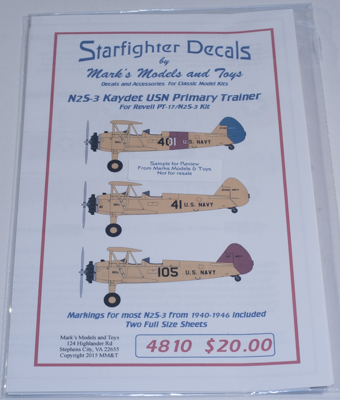 Starfighter Decals
by
Mark's Models and Toys
Decals and Accessories for Classic Model Kits
N2S-3 Kaydet USN Primary Trainer
For Revell PT-17/N2S-3 Kit
401 U.S. NAVY
Sample for Review
From Marks Models & Toys
Not for resale
41 U.S. NAVY
105 U.S. NAVY
Markings for most N2S-3 from 1940-1946 included
Two Full Size Sheets
Mark's Models and Toys
124 Highlander Rd
Stephens City, VA 22655
Copyright 2015 MM&T
4810 $20.00